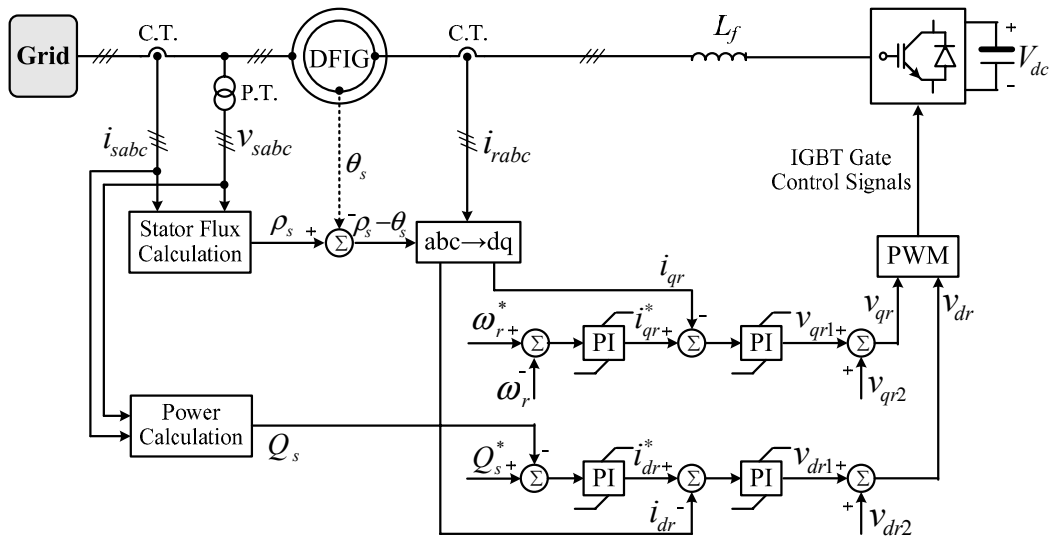 C.T.
C.T.
L_f
Grid
DFIG
+
V_dc
-
P.T.
i_sabc
v_sabc
i_rabc
θ_s
IGBT Gate
Control Signals
Stator Flux
Calculation
ρ_s
+
-
Σ
ρ_s-θ_s
abc→dq
PWM
i_qr
v_qr
v_dr
ω_r^*
+
Σ
PI
i_qr^*
+
-
Σ
PI
v_qr1
+
Σ
-
ω_r
+
v_qr2
Power
Calculation
Q_s
Q_s^*
+
-
Σ
PI
i_dr^*
+
Σ
PI
v_dr1
+
Σ
i_dr
-
+
v_dr2